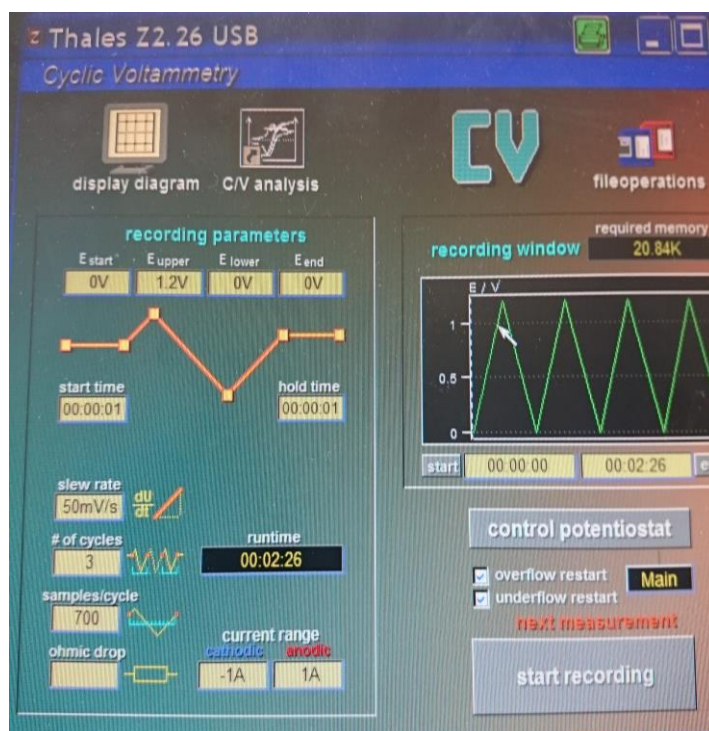 Thales Z2.26 USB
Cyclic Voltammetry
display diagram
C/V analysis
CV
fileoperations
recording parameters
E start
E upper
E lower
E end
0V
1.2V
0V
0V
start time
00:00:01
hold time
00:00:01
slew rate
50mV/s
dU
dt
# of cycles
3
runtime
00:02:26
samples/cycle
700
ohmic drop
current range
cathodic
anodic
-1A
1A
required memory
recording window
20.84K
E / V
1
0.5
0
start
00:00:00
00:02:26
control potentiostat
overflow restart
underflow restart
Main
next measurement
start recording